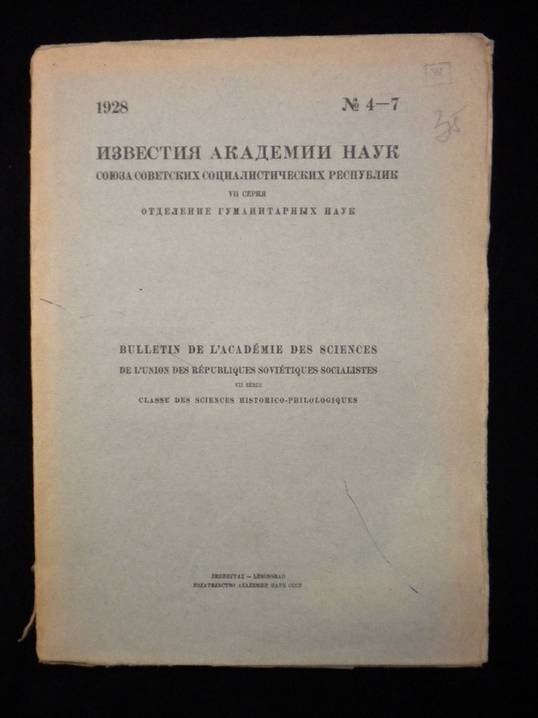 1928
№ 4—7
35
ИЗВЕСТИЯ АКАДЕМИИ НАУК
СОЮЗА СОВЕТСКИХ СОЦИАЛИСТИЧЕСКИХ РЕСПУБЛИК
VII СЕРИЯ
ОТДЕЛЕНИЕ ГУМАНИТАРНЫХ НАУК
BULLETIN DE L'ACADÉMIE DES SCIENCES
DE L'UNION DES RÉPUBLIQUES SOVIÉTIQUES SOCIALISTES
VII SÉRIE
CLASSE DES SCIENCES HISTORICO-PHILOLOGIQUES
ЛЕНИНГРАД — LENINGRAD
ИЗДАТЕЛЬСТВО АКАДЕМИИ НАУК СССР